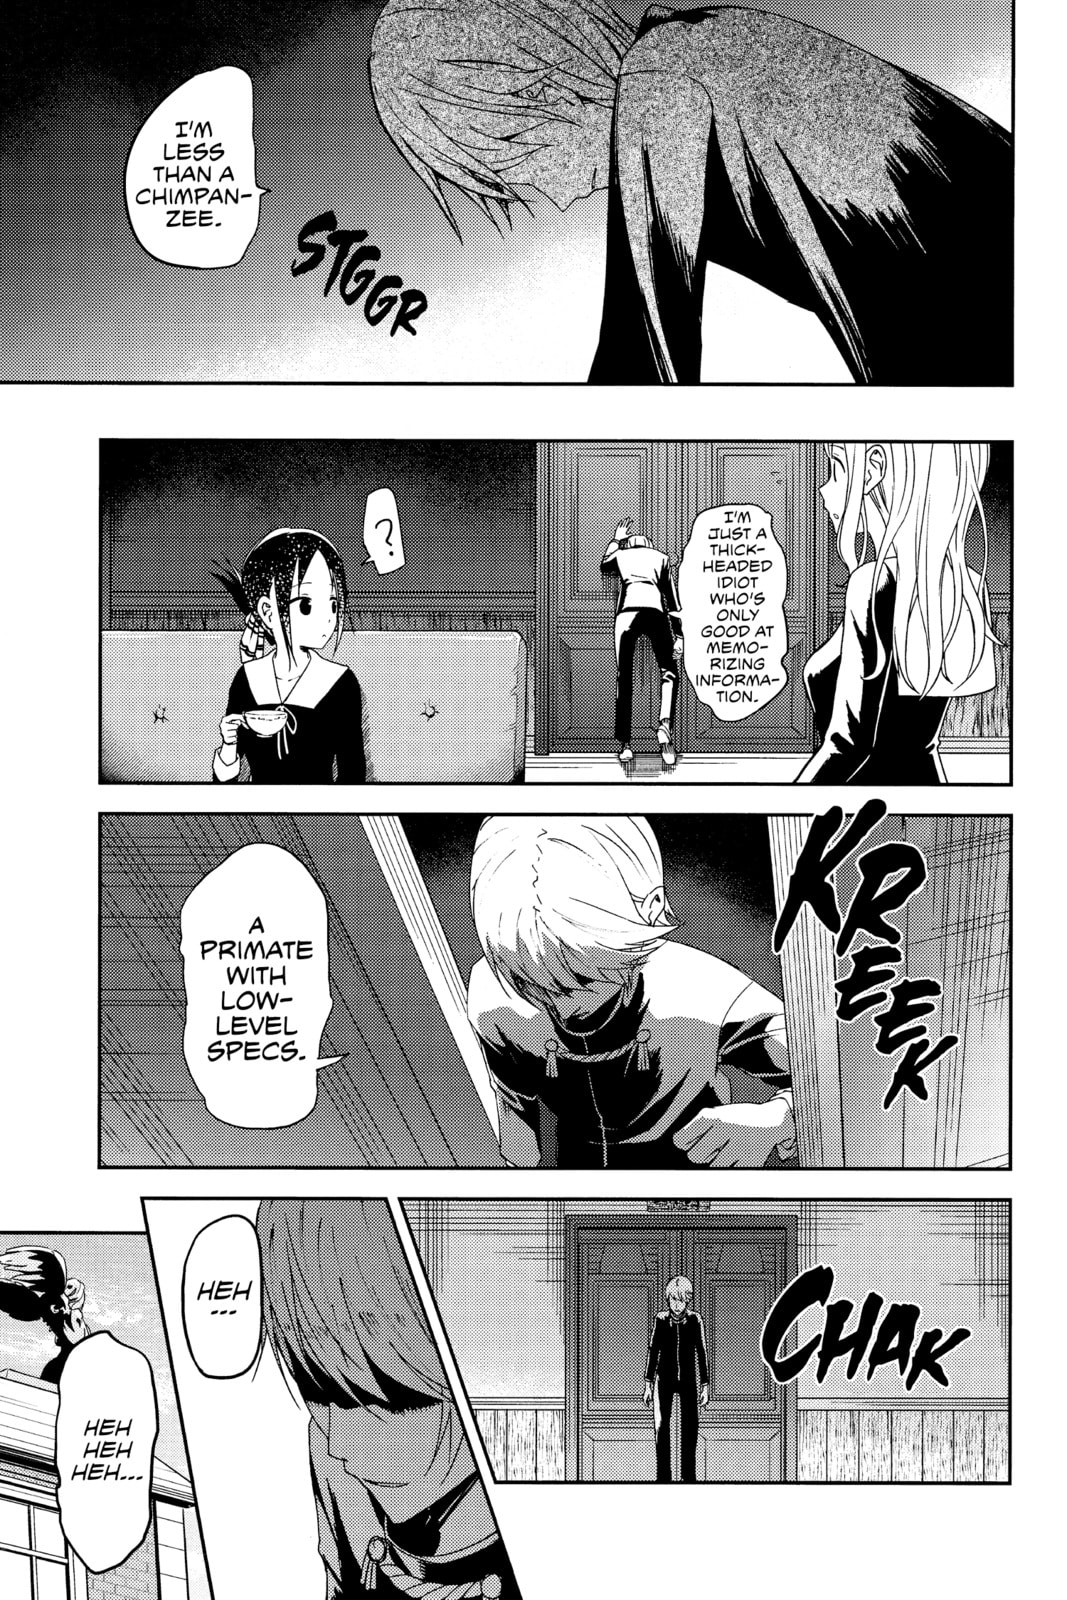 I'M
LESS
THAN A
CHIMPAN-
ZEE.
STGGR
I'M
JUST A
THICK-
HEADED
IDIOT
WHO'S
ONLY
GOOD AT
MEMO-
RIZING
INFORMA-
TION.
?
KREEEK
A
PRIMATE
WITH
LOW-
LEVEL
SPECS.
CHAK
HEH
...
HEH
HEH
HEH...